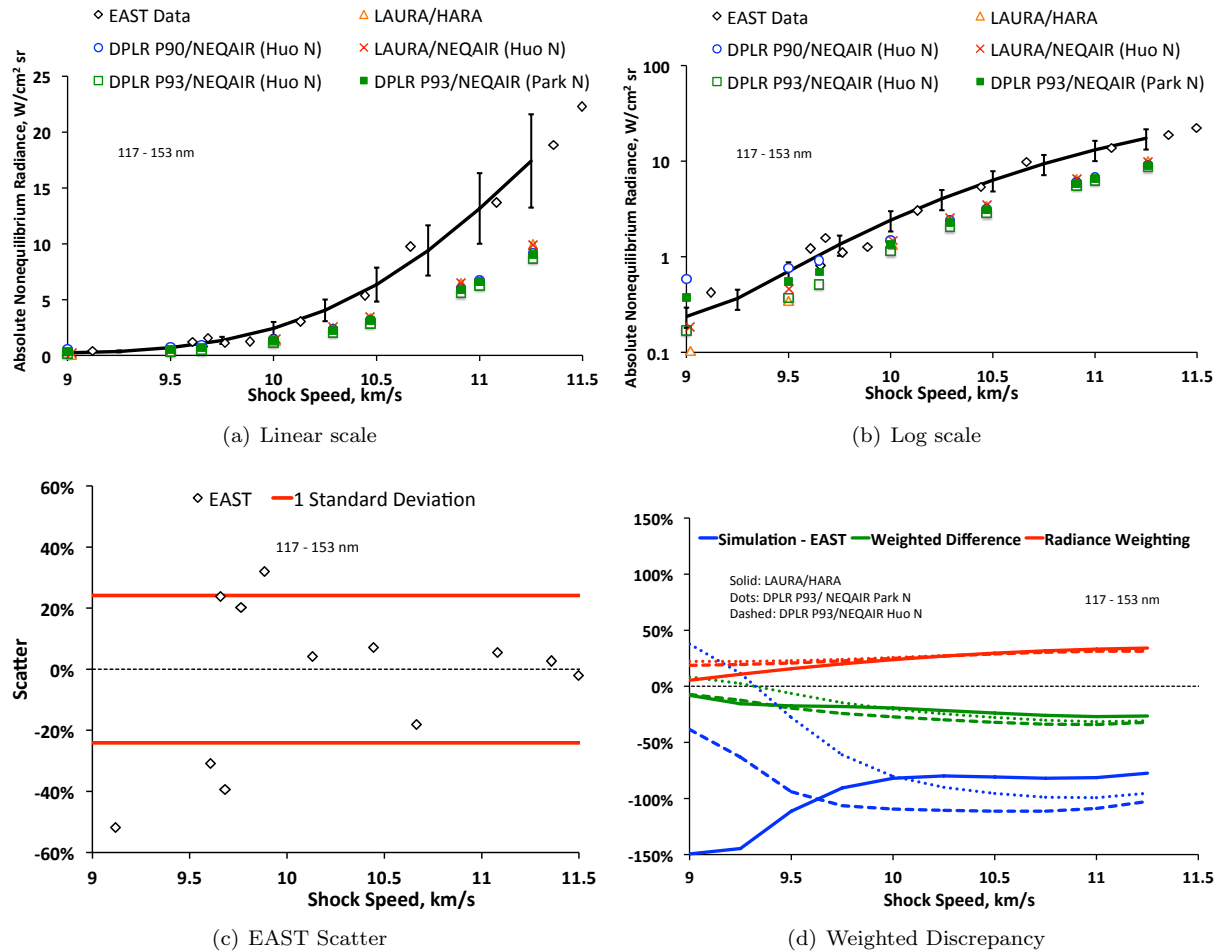 EAST Data
LAURA/HARA
DPLR P90/NEQAIR (Huo N)
LAURA/NEQAIR (Huo N)
DPLR P93/NEQAIR (Huo N)
DPLR P93/NEQAIR (Park N)
Absolute Nonequilibrium Radiance, W/cm² sr
25
20
15
10
5
0
117 - 153 nm
9
9.5
10
10.5
11
11.5
Shock Speed, km/s
(a) Linear scale
EAST Data
LAURA/HARA
DPLR P90/NEQAIR (Huo N)
LAURA/NEQAIR (Huo N)
DPLR P93/NEQAIR (Huo N)
DPLR P93/NEQAIR (Park N)
Absolute Nonequilibrium Radiance, W/cm² sr
100
10
1
0.1
117 - 153 nm
9
9.5
10
10.5
11
11.5
Shock Speed, km/s
(b) Log scale
EAST
1 Standard Deviation
117 - 153 nm
Scatter
60%
40%
20%
0%
-20%
-40%
-60%
9
9.5
10
10.5
11
11.5
Shock Speed, km/s
(c) EAST Scatter
150%
100%
50%
0%
-50%
-100%
-150%
Simulation - EAST
Weighted Difference
Radiance Weighting
Solid: LAURA/HARA
Dots: DPLR P93/ NEQAIR Park N
Dashed: DPLR P93/NEQAIR Huo N
117 - 153 nm
9
9.5
10
10.5
11
11.5
Shock Speed, km/s
(d) Weighted Discrepancy